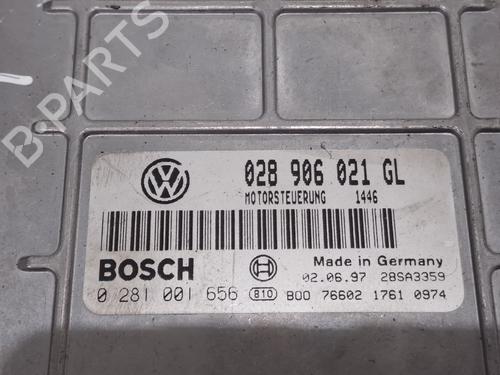 B-PARTS
028 906 021 GL
MOTORSTEUERUNG 1446
BOSCH
Made in Germany
02.06.97 28SA3359
0 281 001 656 810 B00 76602 1761 0974